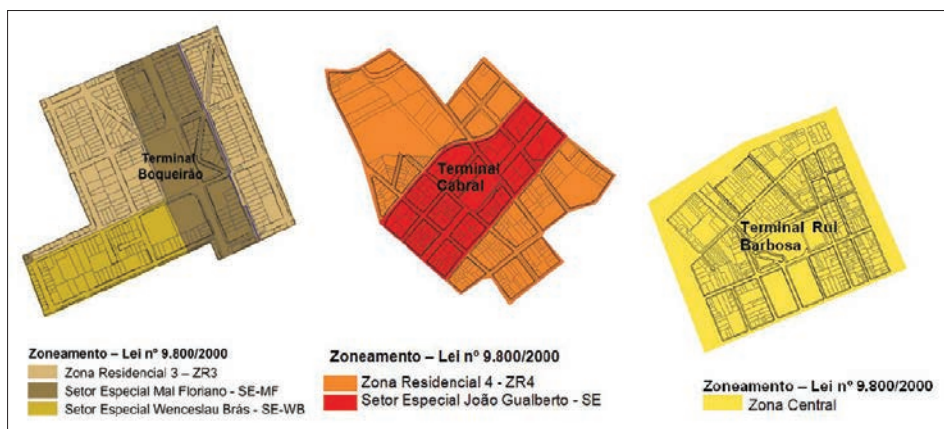 Terminal
Boqueirão
Zoneamento – Lei nº 9.800/2000
Zona Residencial 3 – ZR3
Setor Especial Mal Floriano - SE-MF
Setor Especial Wenceslau Brás - SE-WB
Terminal
Cabral
Zoneamento – Lei nº 9.800/2000
Zona Residencial 4 - ZR4
Setor Especial João Gualberto - SE
Terminal Rui
Barbosa
Zoneamento – Lei nº 9.800/2000
Zona Central